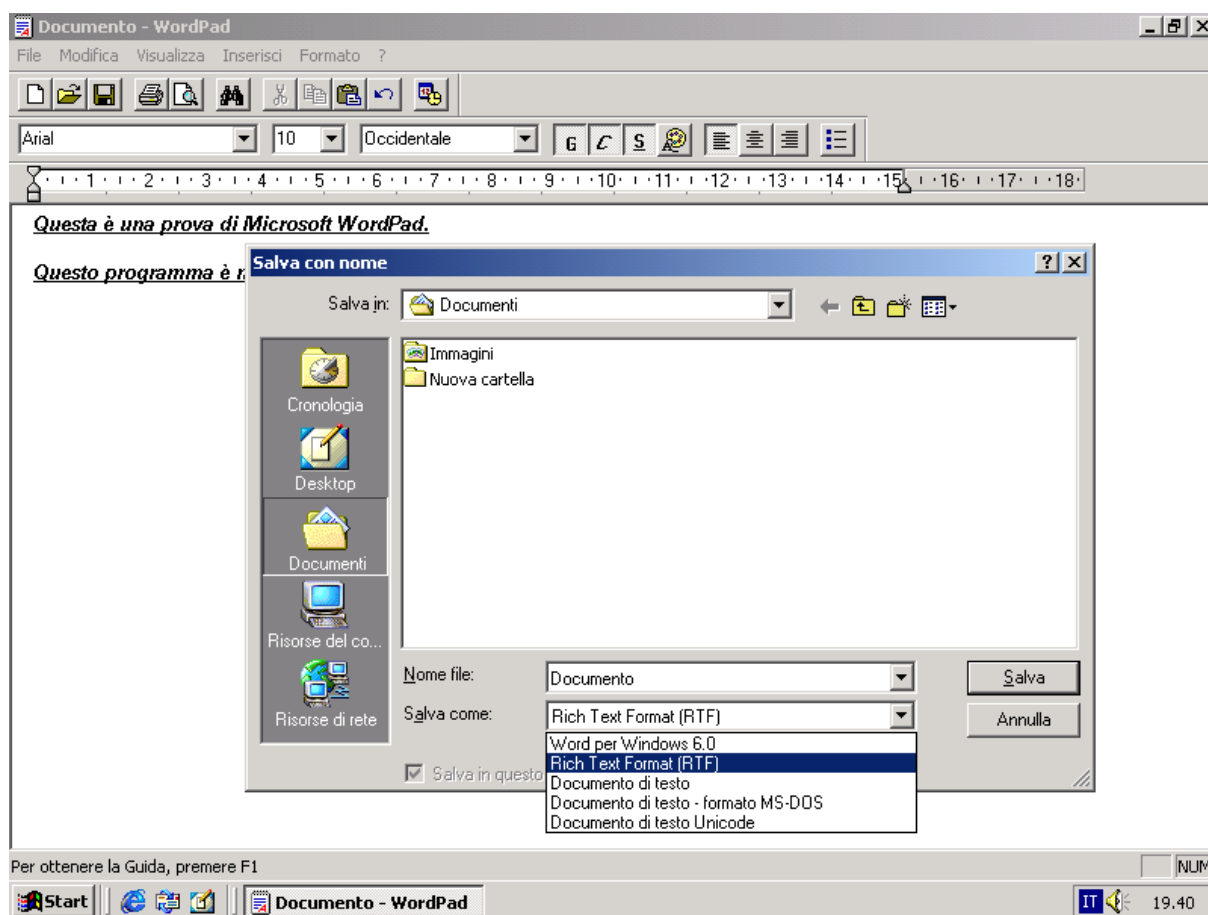 Documento - WordPad
File Modifica Visualizza Inserisci Formato ?
Arial 10 Occidentale G C S
1 2 3 4 5 6 7 8 9 10 11 12 13 14 15 16 17 18
Questa è una prova di Microsoft WordPad.
Questo programma è
Salva con nome
Salva in: Documenti
Immagini
Nuova cartella
Cronologia
Desktop
Documenti
Risorse del co...
Risorse di rete
Nome file: Documento
Salva
Salva come: Rich Text Format (RTF)
Annulla
Word per Windows 6.0
Rich Text Format (RTF)
Documento di testo
Documento di testo - formato MS-DOS
Documento di testo Unicode
Salva in questo
Per ottenere la Guida, premere F1
NUM
Start
Documento - WordPad
IT
19.40